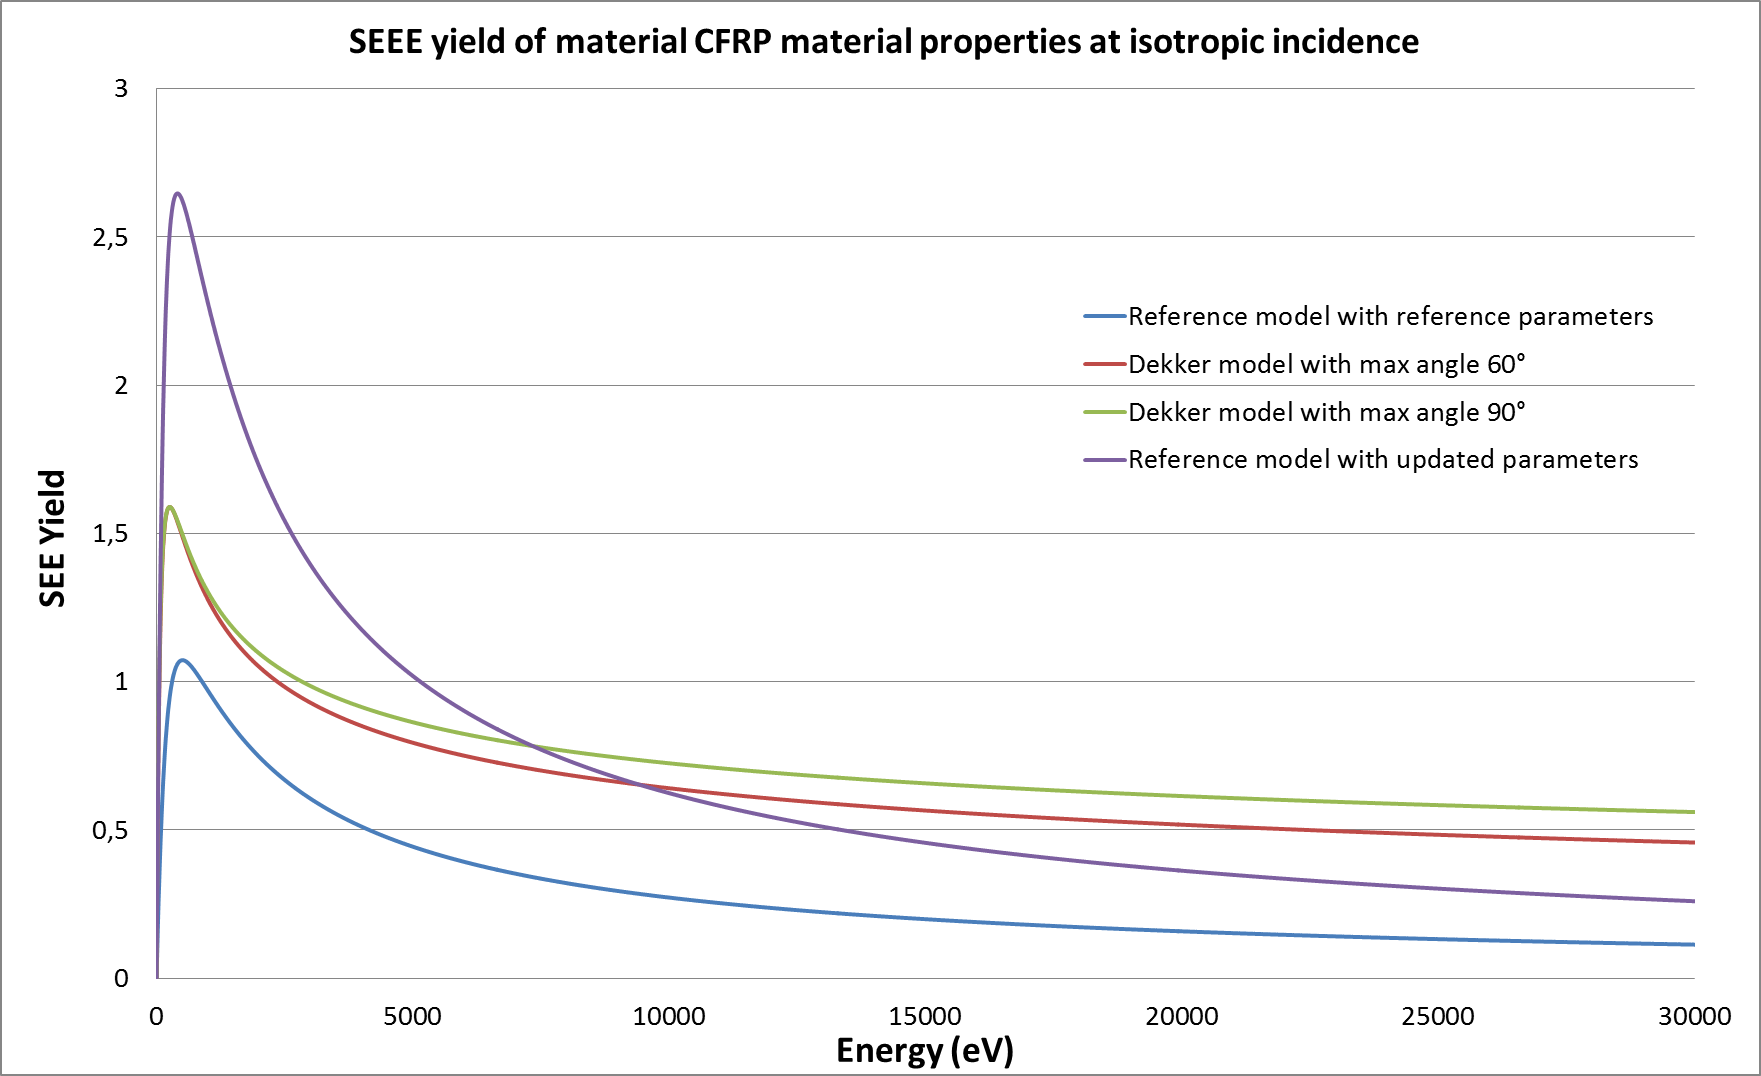 SEEE yield of material CFRP material properties at isotropic incidence
3
2,5
2
1,5
1
0,5
0
SEE Yield
Reference model with reference parameters
Dekker model with max angle 60°
Dekker model with max angle 90°
Reference model with updated parameters
0 5000 10000 15000 20000 25000 30000
Energy (eV)